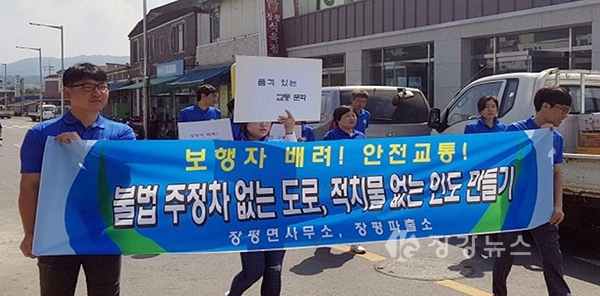 품격 있는
교통 문화
보행자 배려! 안전교통!
불법 주정차 없는 도로, 적치물 없는 인도 만들기
장평면사무소, 장평파출소
뉴스